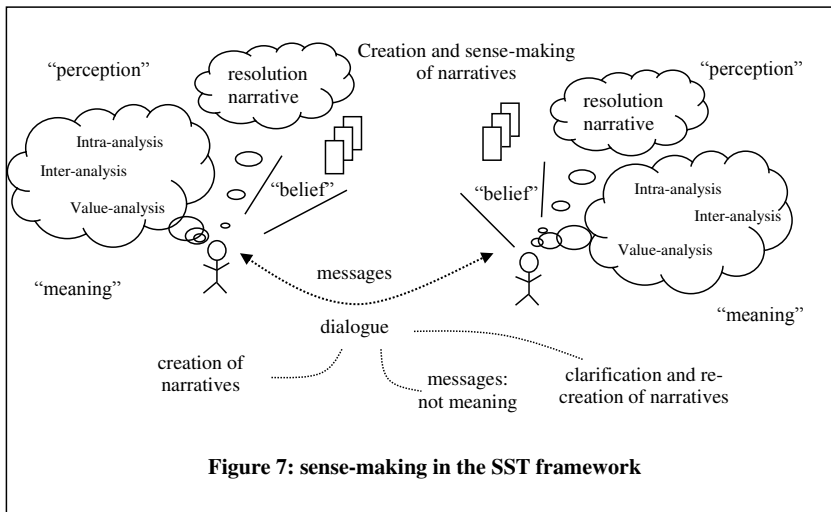 “perception”
resolution
narrative
Creation and sense-making
of narratives
“perception”
resolution
narrative
Intra-analysis
Inter-analysis
Value-analysis
“belief”
“belief”
Intra-analysis
Inter-analysis
Value-analysis
“meaning”
messages
“meaning”
dialogue
creation of
narratives
messages:
not meaning
clarification and re-
creation of narratives
Figure 7: sense-making in the SST framework